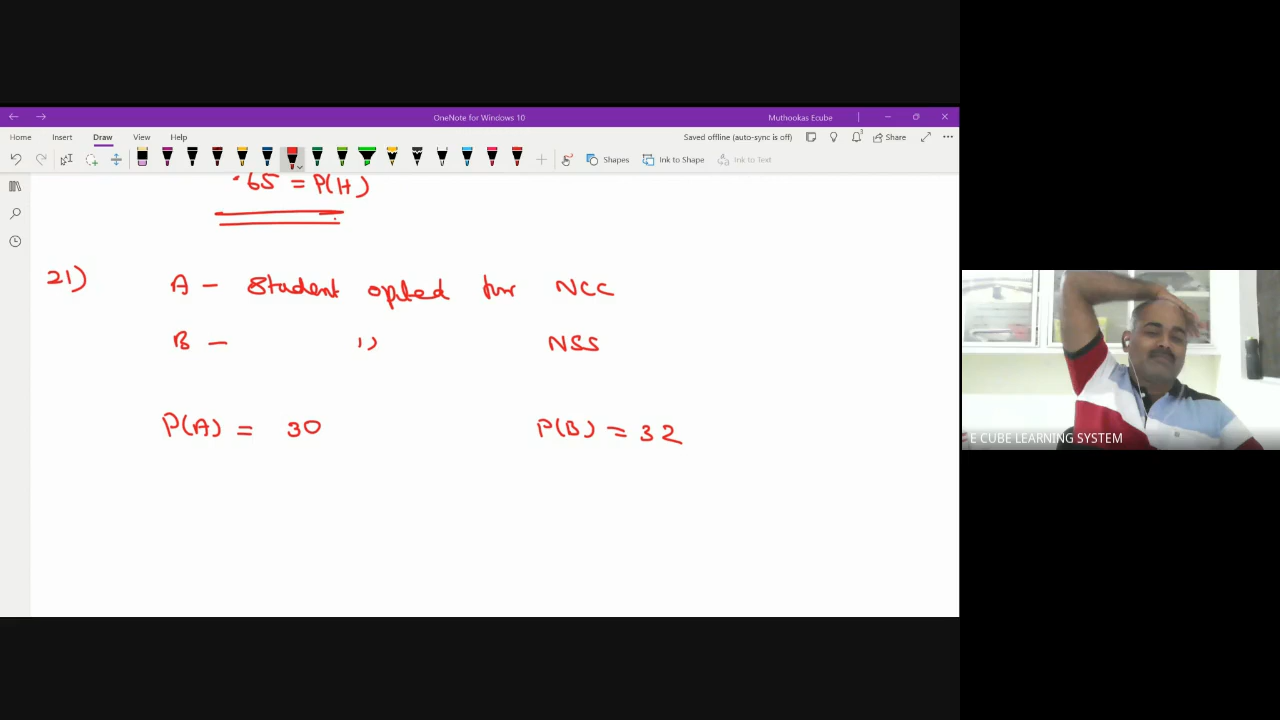 OneNote for Windows 10
Muthookas Ecube
Home Insert Draw View Help
Saved offline (auto-sync is off)
Share
Shapes
Ink to Shape
Ink to Text
.65 = P(H)
21) A - Student opted for NCC
B - ,, NSS
P(A) = 30 P(B) = 32
E CUBE LEARNING SYSTEM